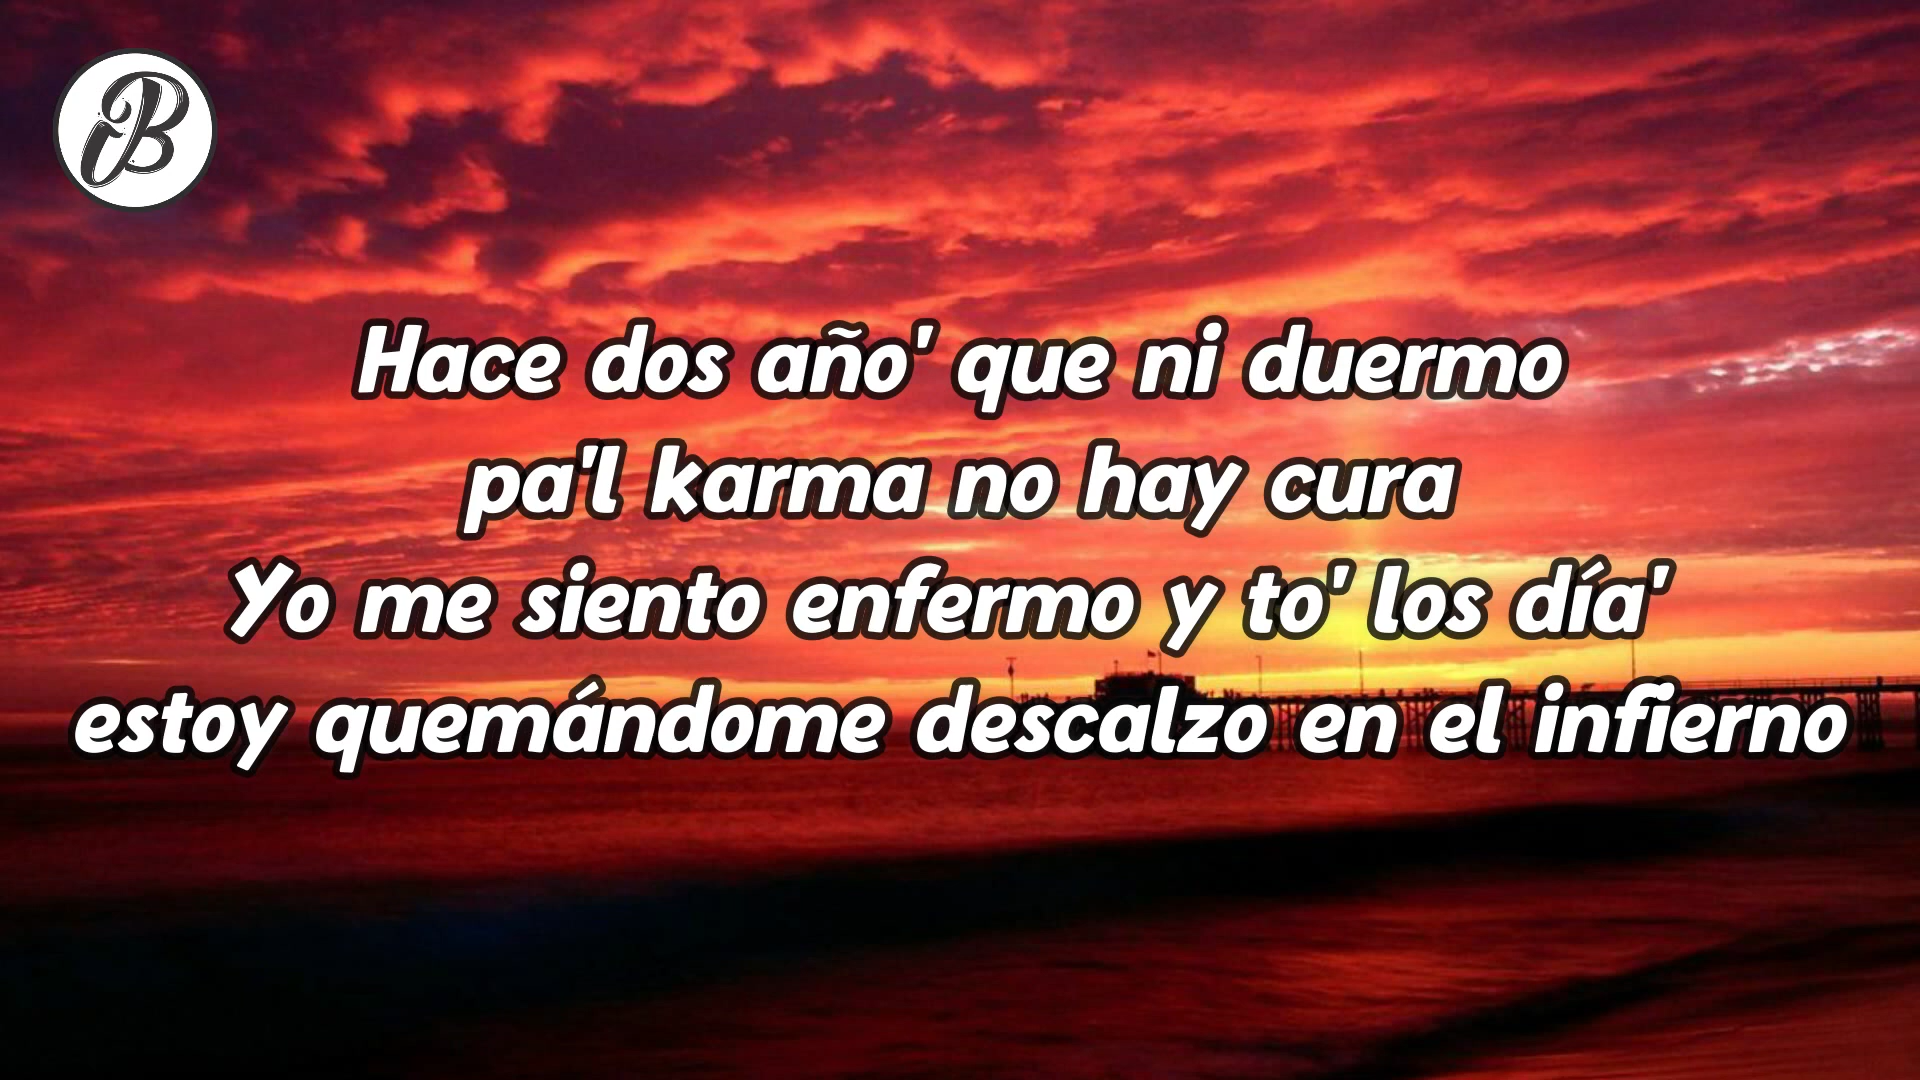 B
Hace dos año' que ni duermo
pa'l karma no hay cura
Yo me siento enfermo y to' los día'
estoy quemándome descalzo en el infierno